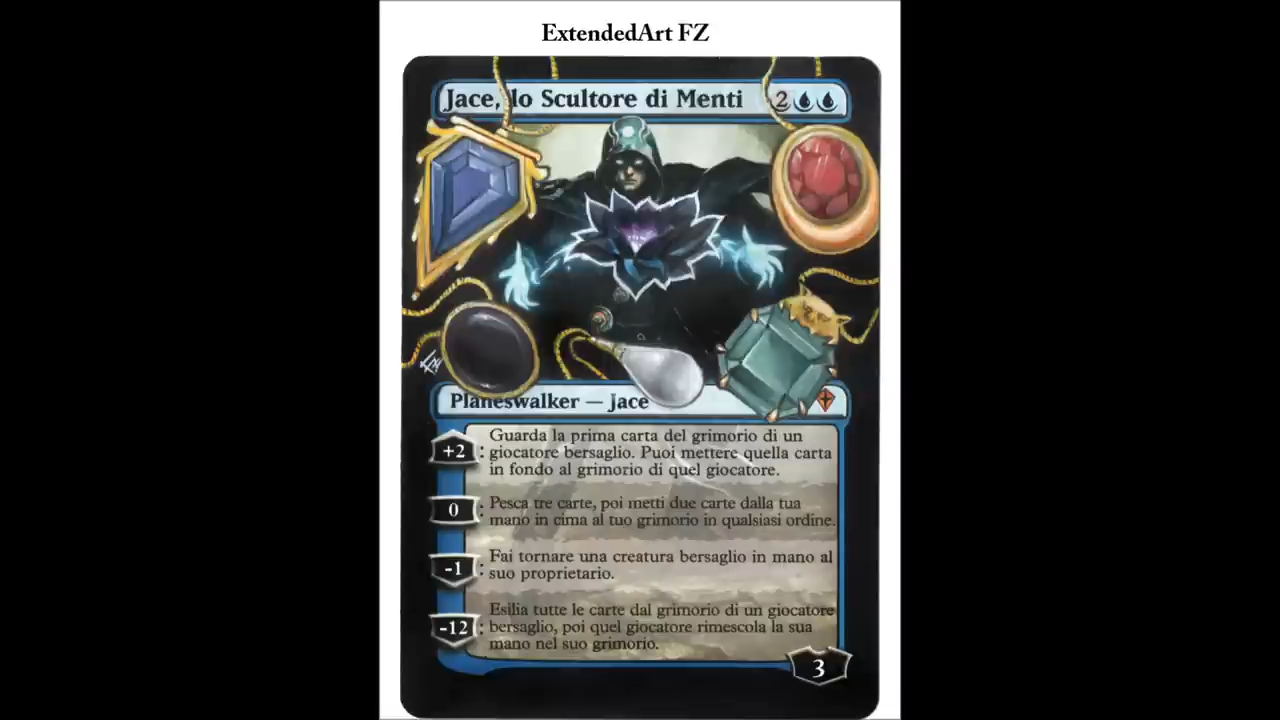 ExtendedArt FZ
Jace, lo Scultore di Menti 2
Planeswalker — Jace
FZ
+2 : Guarda la prima carta del grimorio di un
giocatore bersaglio. Puoi mettere quella carta
in fondo al grimorio di quel giocatore.
0 : Pesca tre carte, poi metti due carte dalla tua
mano in cima al tuo grimorio in qualsiasi ordine.
-1 : Fai tornare una creatura bersaglio in mano al
suo proprietario.
-12 : Esilia tutte le carte dal grimorio di un giocatore
bersaglio, poi quel giocatore rimescola la sua
mano nel suo grimorio.
3